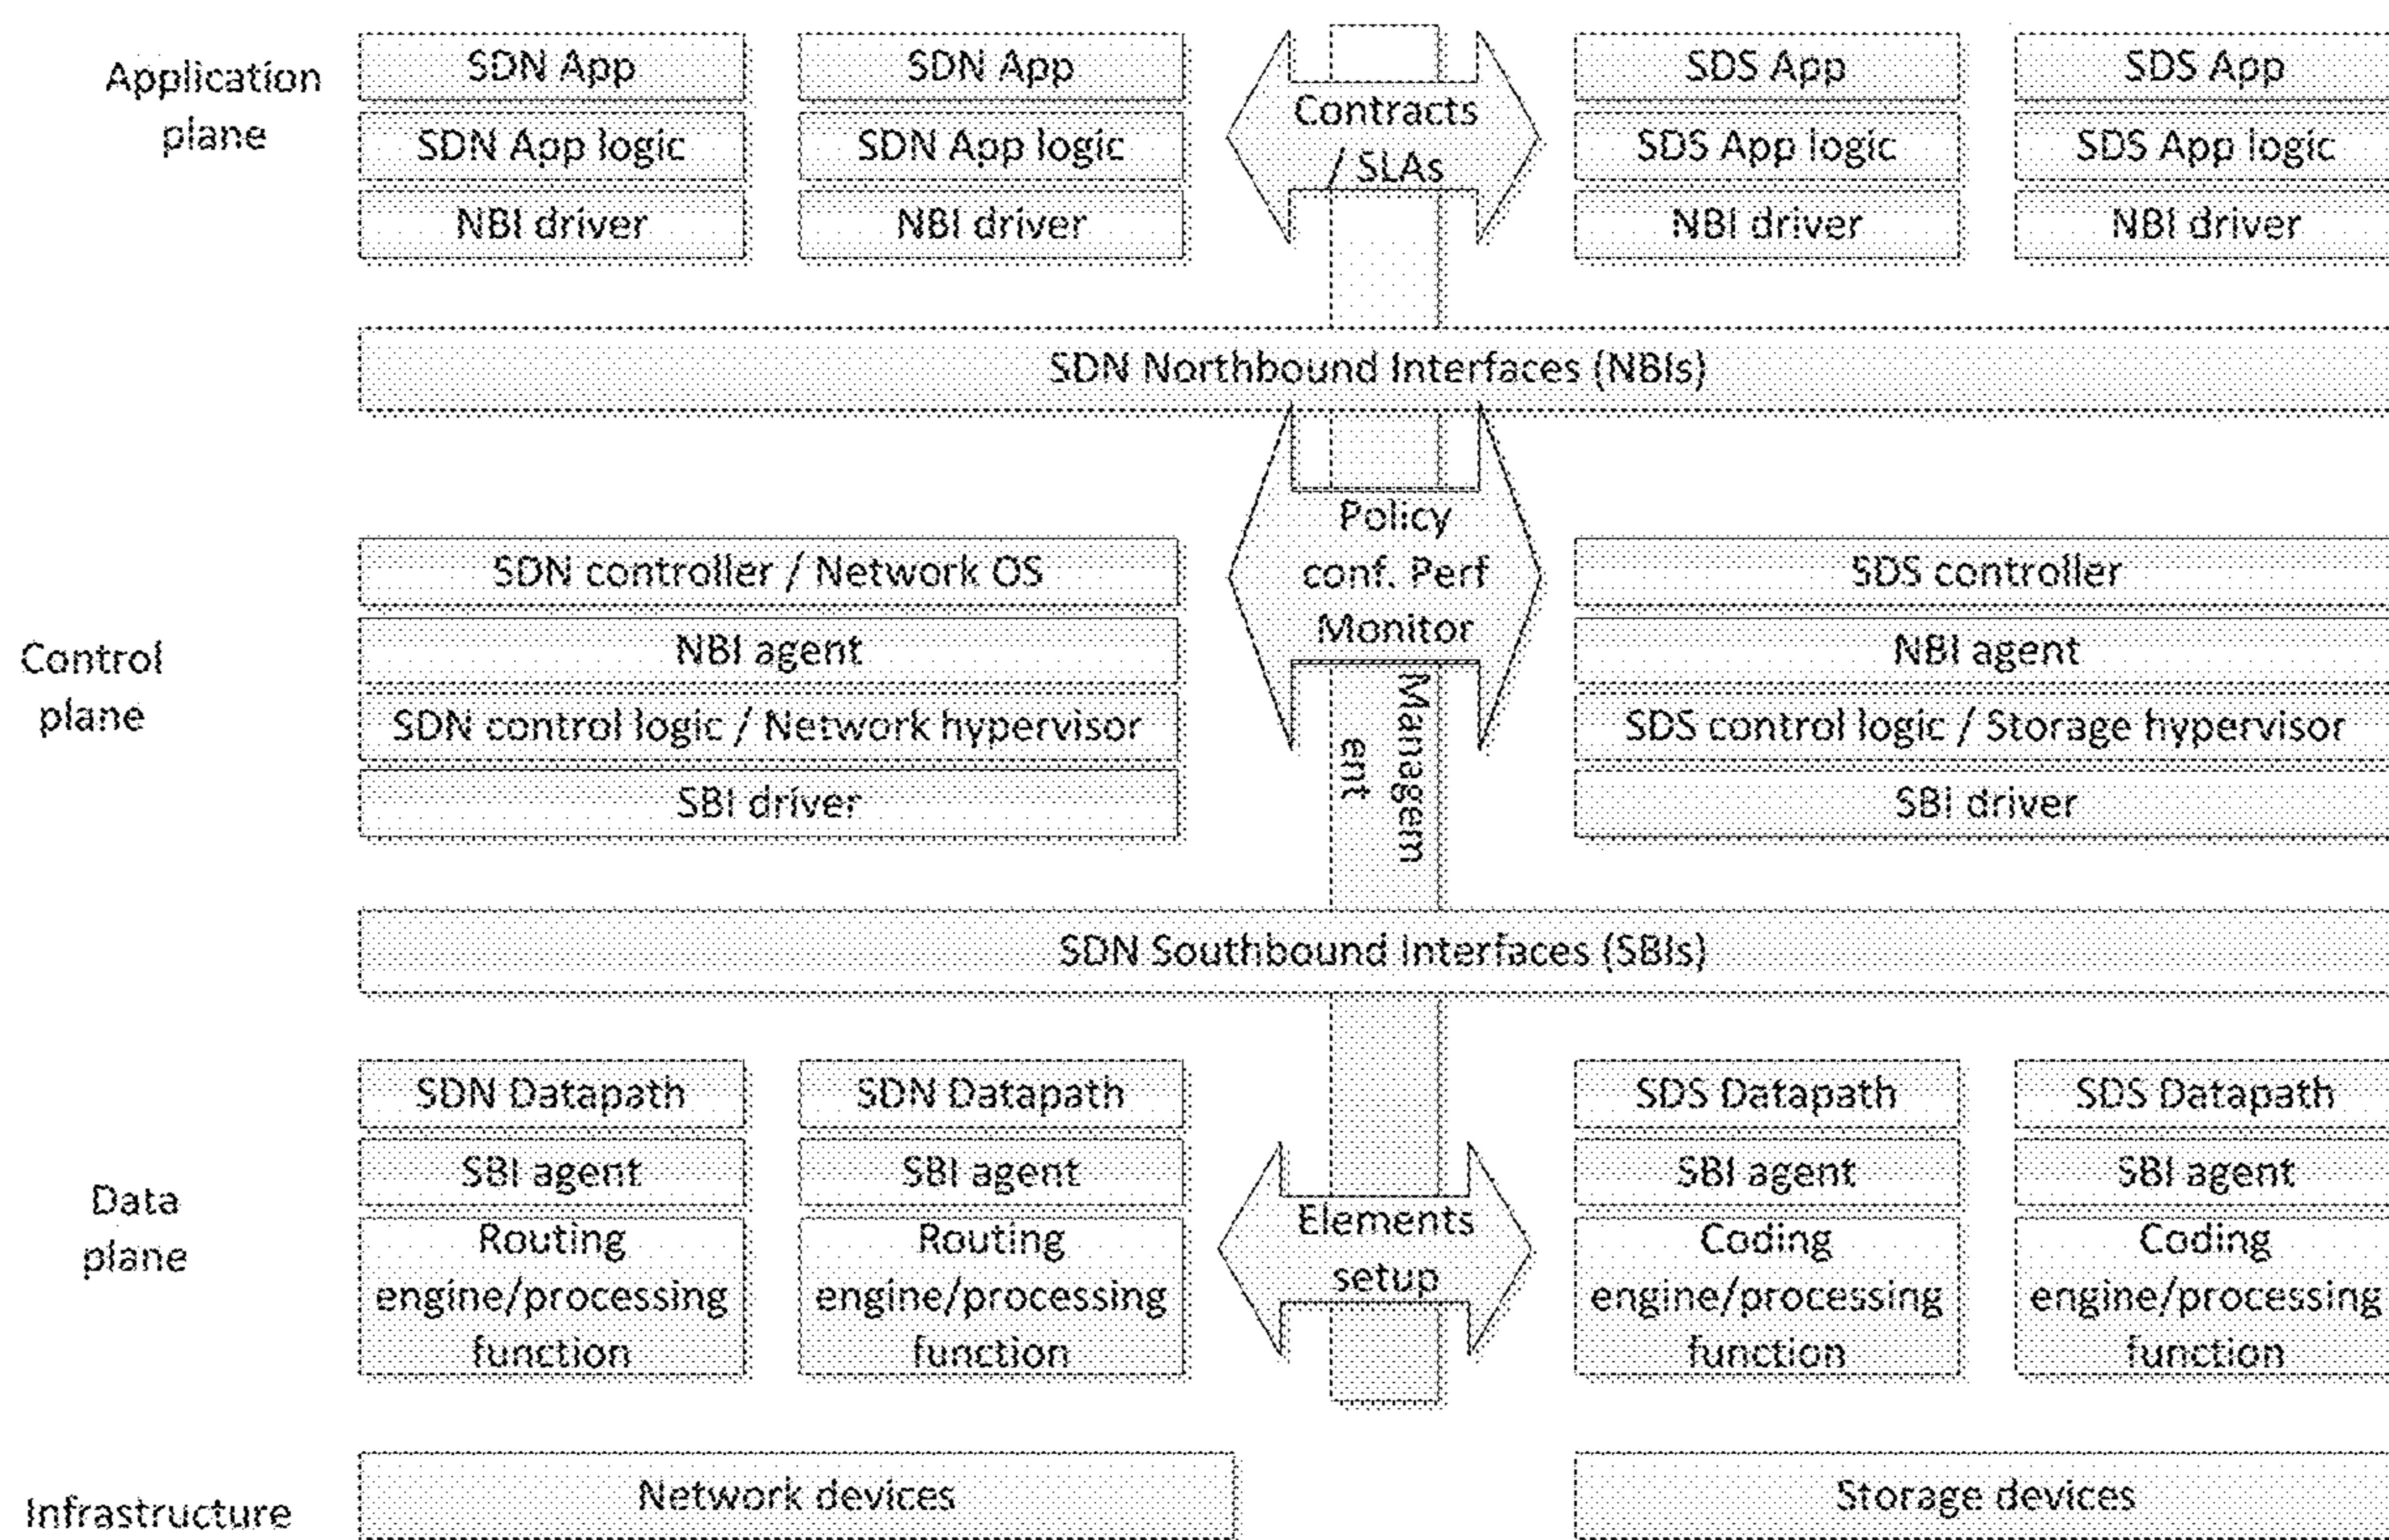 Application
plane
SDN App
SDN App logic
NBI driver
SDN App
SDN App logic
NBI driver
Contracts
/ SLAs
SDS App
SDS App logic
NBI driver
SDS App
SDS App logic
NBI driver
SDN Northbound Interfaces (NBIs)
Control
plane
SDN controller / Network OS
NBI agent
SDN control logic / Network hypervisor
SBI driver
Policy
conf. Perf
Monitor
Managem
ent
SDS controller
NBI agent
SDS control logic / Storage hypervisor
SBI driver
SDN Southbound Interfaces (SBIs)
Data
plane
SDN Datapath
SBI agent
Routing
engine/processing
function
SDN Datapath
SBI agent
Routing
engine/processing
function
Elements
setup
SDS Datapath
SBI agent
Coding
engine/processing
function
SDS Datapath
SBI agent
Coding
engine/processing
function
Infrastructure
Network devices
Storage devices